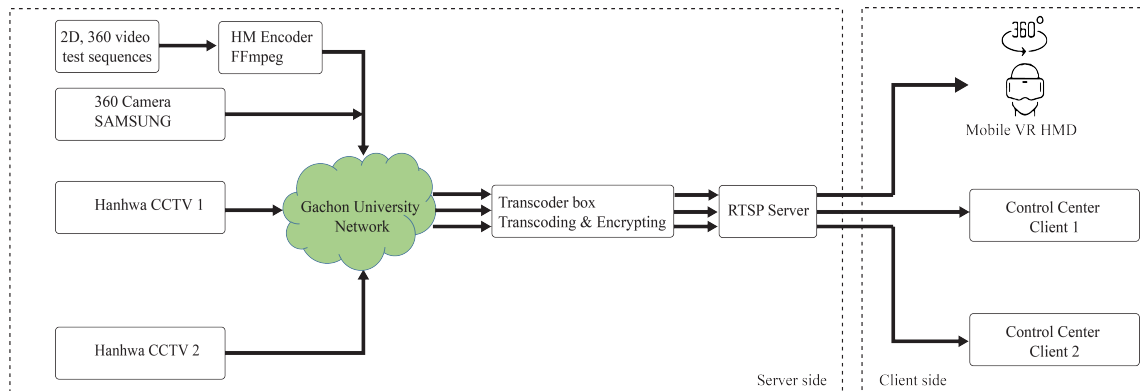 2D, 360 video
test sequences
HM Encoder
FFmpeg
360 Camera
SAMSUNG
Hanhwa CCTV 1
Gachon University
Network
Hanhwa CCTV 2
Transcoder box
Transcoding & Encrypting
RTSP Server
Server side
360°
Mobile VR HMD
Control Center
Client 1
Control Center
Client 2
Client side